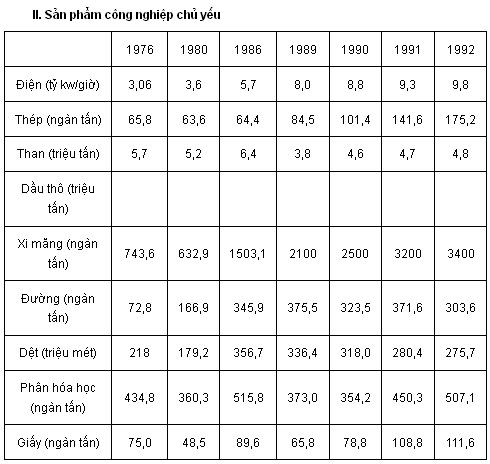 II. Sản phẩm công nghiệp chủ yếu
1976 1980 1986 1989 1990 1991 1992
Điện (tỷ kw/giờ) 3,06 3,6 5,7 8,0 8,8 9,3 9,8
Thép (ngàn tấn) 65,8 63,6 64,4 84,5 101,4 141,6 175,2
Than (triệu tấn) 5,7 5,2 6,4 3,8 4,6 4,7 4,8
Dầu thô (triệu
tấn)
Xi măng (ngàn
tấn) 743,6 632,9 1503,1 2100 2500 3200 3400
Đường (ngàn
tấn) 72,8 166,9 345,9 375,5 323,5 371,6 303,6
Dệt (triệu mét) 218 179,2 356,7 336,4 318,0 280,4 275,7
Phân hóa học
(ngàn tấn) 434,8 360,3 515,8 373,0 354,2 450,3 507,1
Giấy (ngàn tấn) 75,0 48,5 89,6 65,8 78,8 108,8 111,6